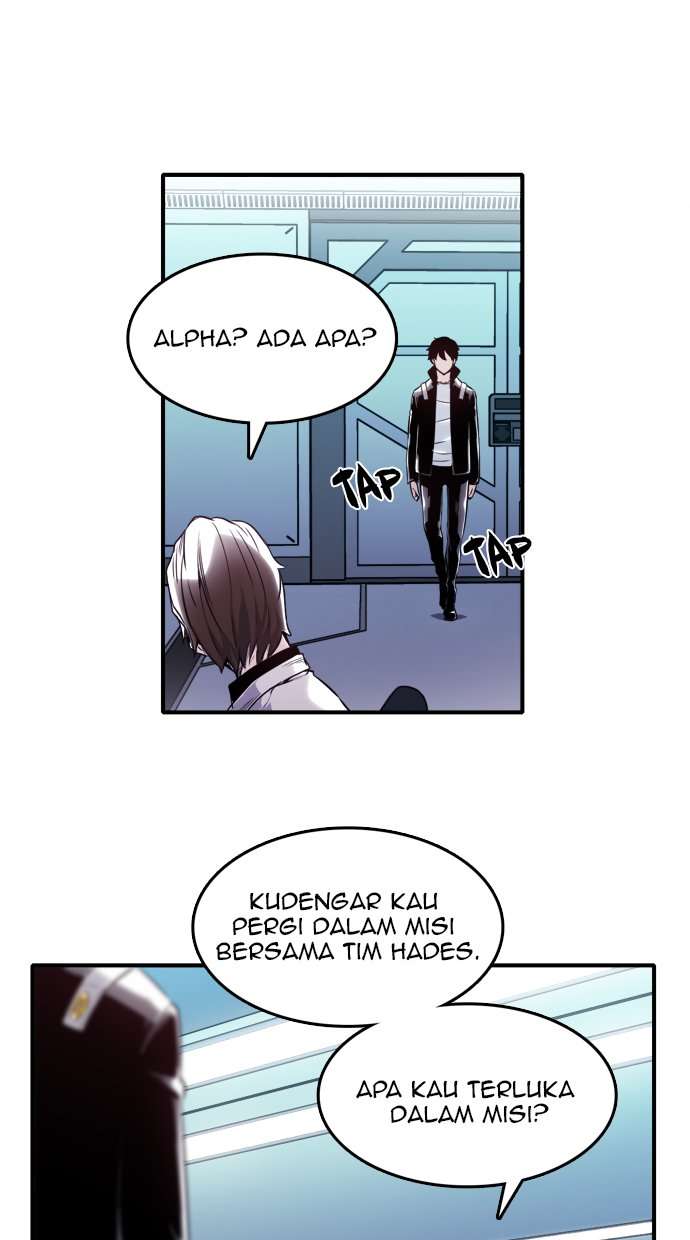 ALPHA? ADA APA?
TAP
TAP
KUDENGAR KAU
PERGI DALAM MISI
BERSAMA TIM HADES.
APA KAU TERLUKA
DALAM MISI?